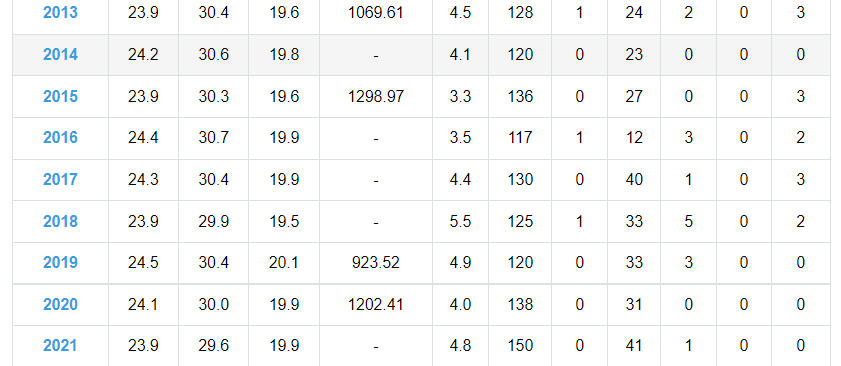 2013 23.9 30.4 19.6 1069.61 4.5 128 1 24 2 0 3
2014 24.2 30.6 19.8 - 4.1 120 0 23 0 0 0
2015 23.9 30.3 19.6 1298.97 3.3 136 0 27 0 0 3
2016 24.4 30.7 19.9 - 3.5 117 1 12 3 0 2
2017 24.3 30.4 19.9 - 4.4 130 0 40 1 0 3
2018 23.9 29.9 19.5 - 5.5 125 1 33 5 0 2
2019 24.5 30.4 20.1 923.52 4.9 120 0 33 3 0 0
2020 24.1 30.0 19.9 1202.41 4.0 138 0 31 0 0 0
2021 23.9 29.6 19.9 - 4.8 150 0 41 1 0 0